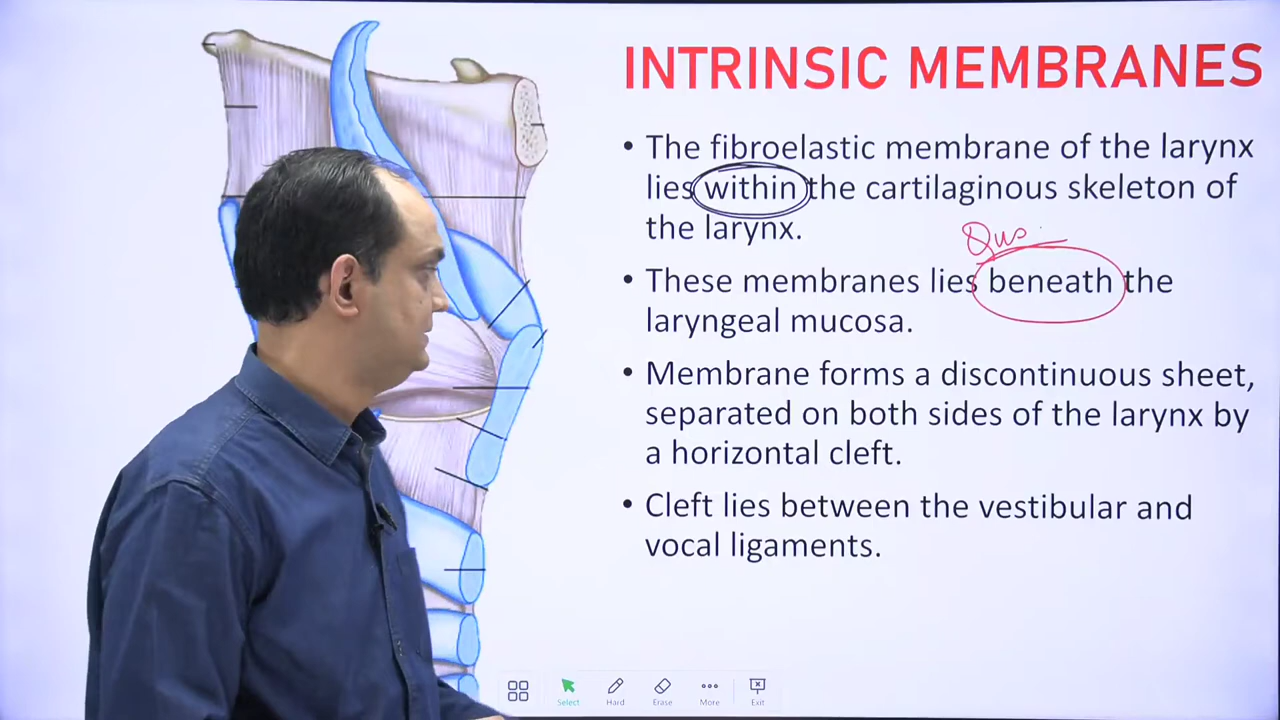 INTRINSIC MEMBRANES
• The fibroelastic membrane of the larynx
lies within the cartilaginous skeleton of
the larynx.
Qus.
• These membranes lies beneath the
laryngeal mucosa.
• Membrane forms a discontinuous sheet,
separated on both sides of the larynx by
a horizontal cleft.
• Cleft lies between the vestibular and
vocal ligaments.
Select
Hard
Erase
More
Exit